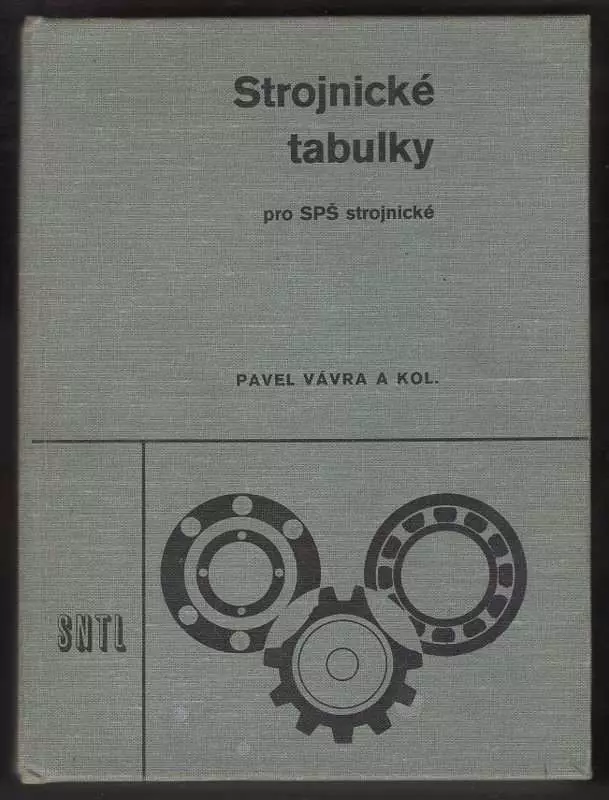 Strojnické
tabulky
pro SPŠ strojnické
PAVEL VÁVRA A KOL.
SNTL